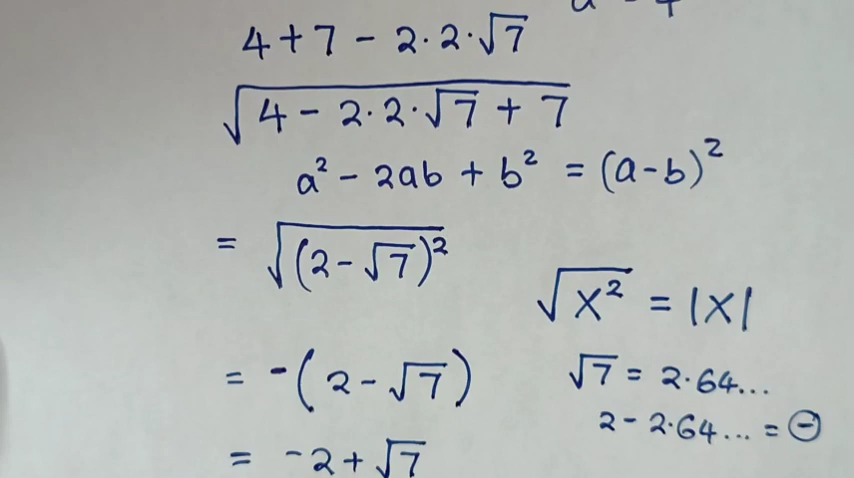 4 + 7 - 2·2·√7
√(4 - 2·2·√7 + 7)
a² - 2ab + b² = (a-b)²
= √(2-√7)²
√x² = |x|
= -(2-√7)
√7 = 2.64...
2 - 2.64... = ⊖
= -2+√7